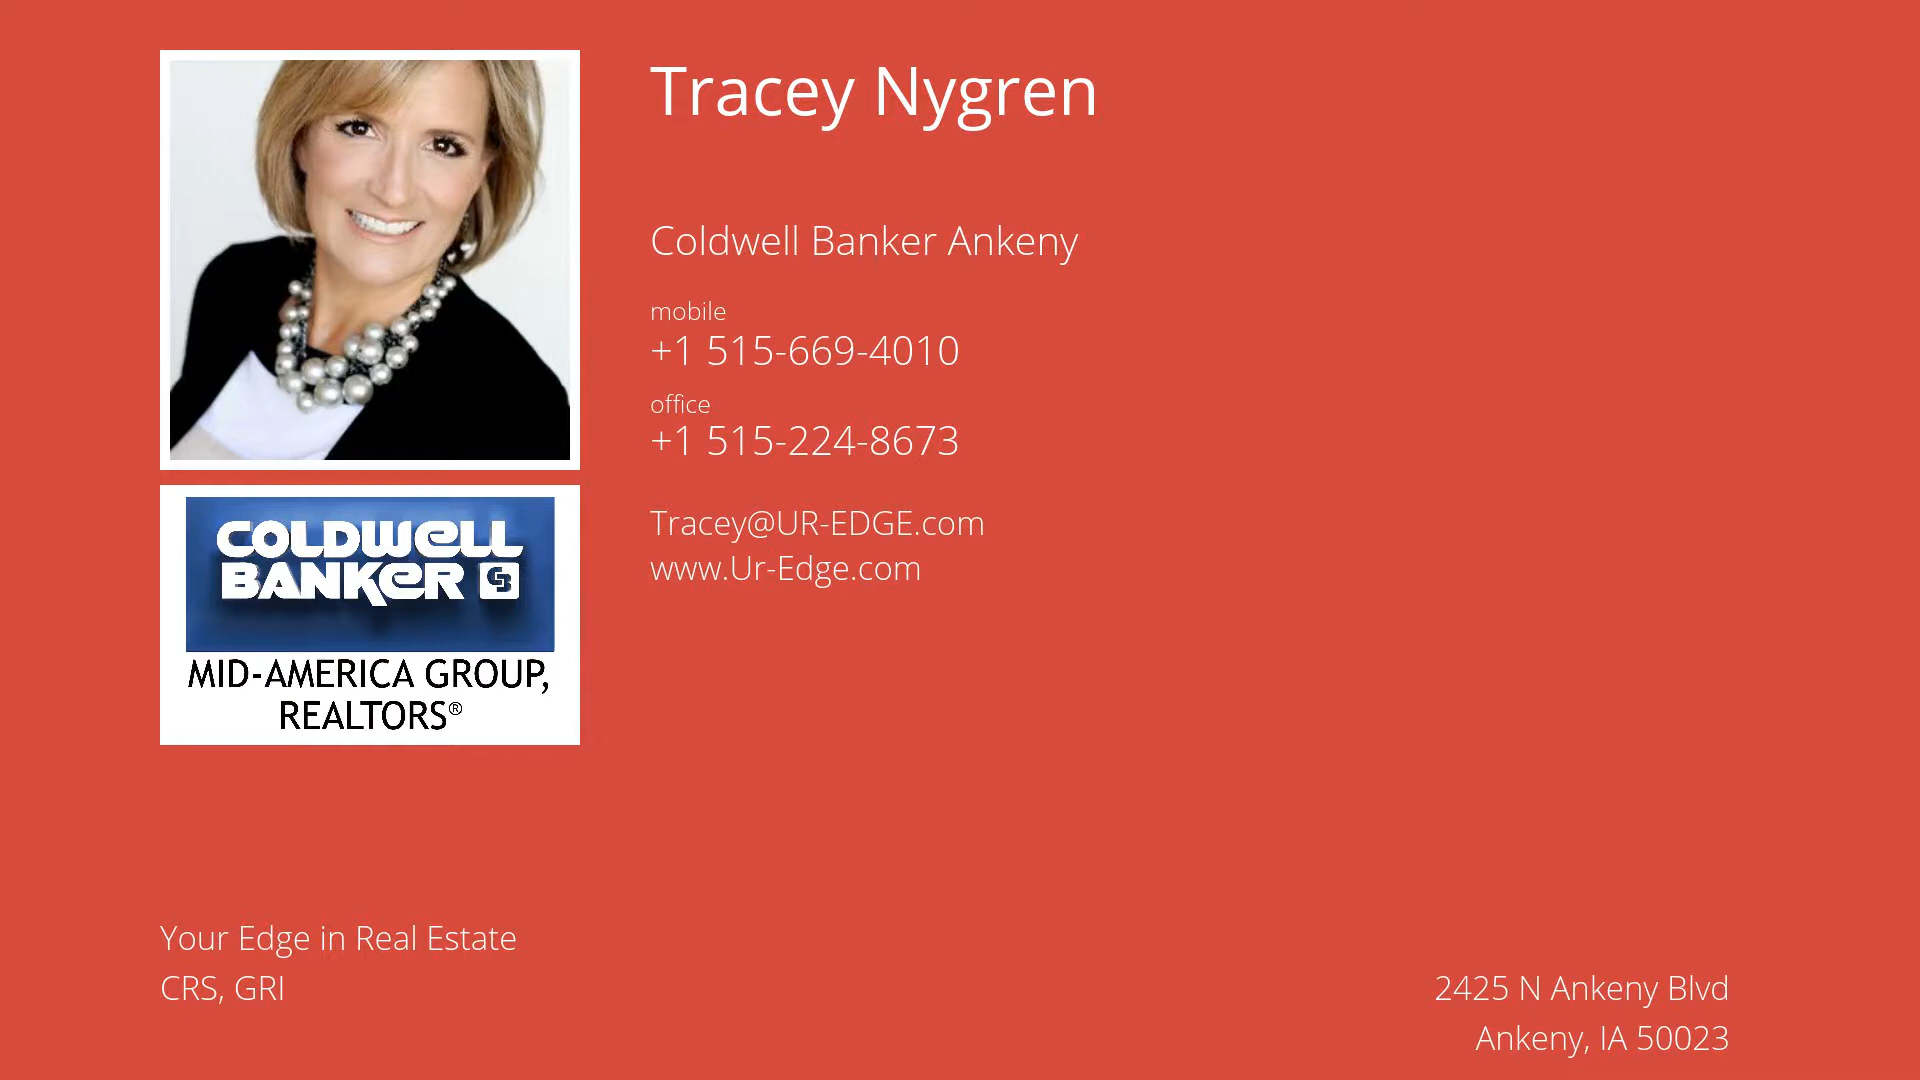 Tracey Nygren
Coldwell Banker Ankeny
mobile
+1 515-669-4010
office
+1 515-224-8673
Tracey@UR-EDGE.com
www.Ur-Edge.com
COLDWELL
BANKER CB
MID-AMERICA GROUP,
REALTORS®
Your Edge in Real Estate
CRS, GRI
2425 N Ankeny Blvd
Ankeny, IA 50023